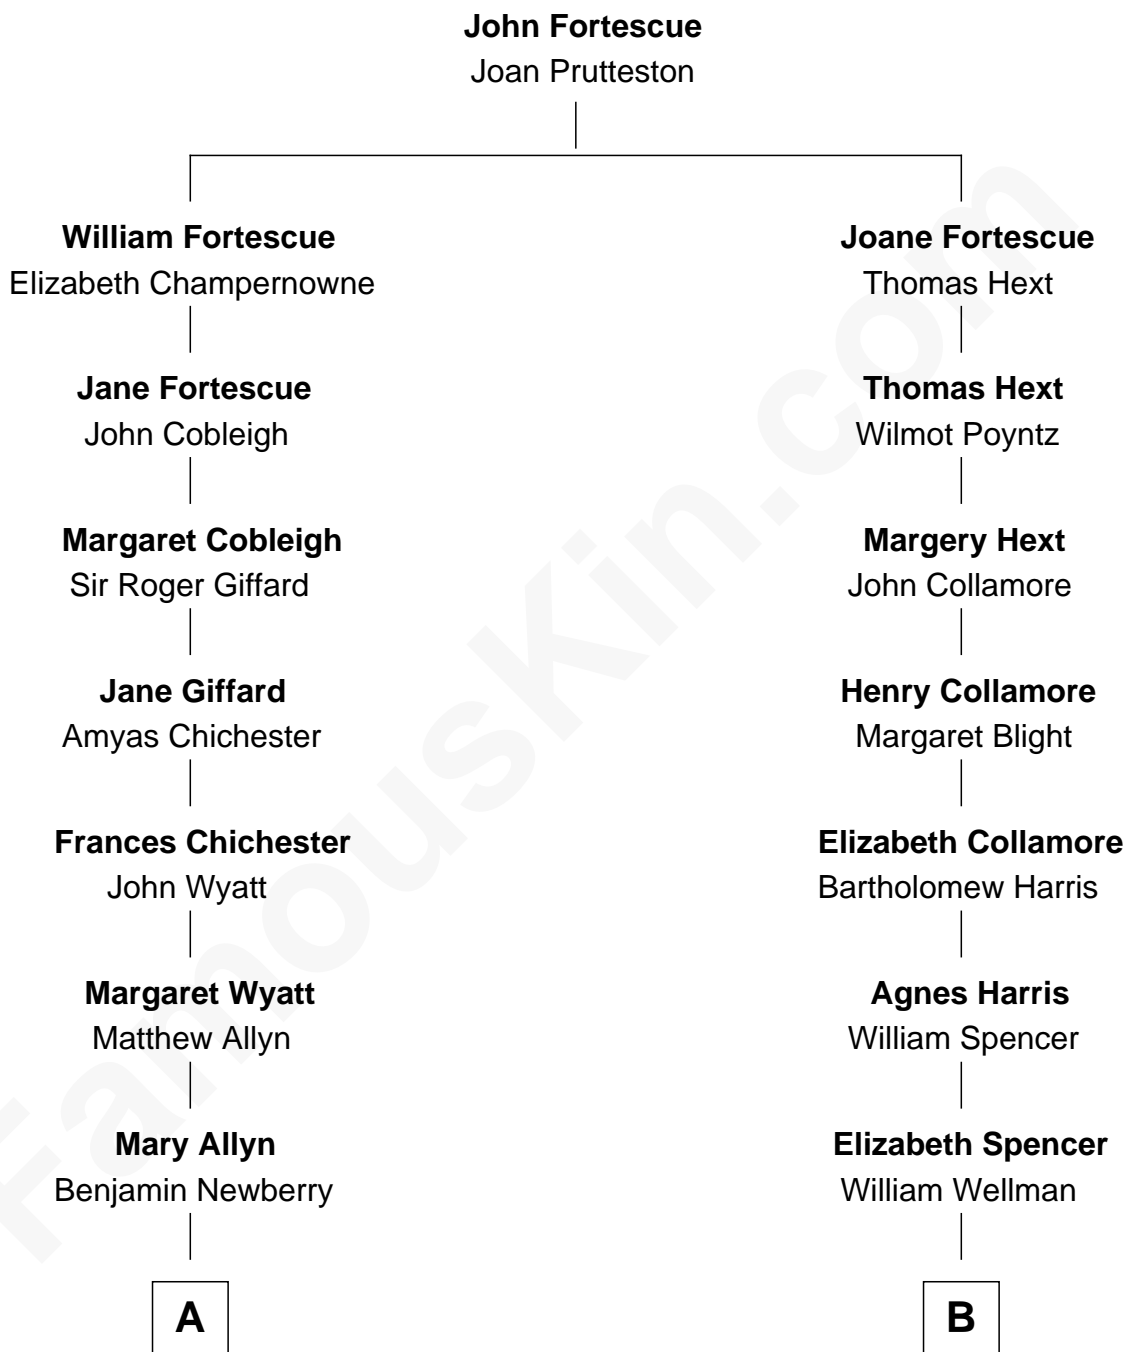 John Fortescue
Joan Prutteston
William Fortescue
Elizabeth Champernowne
Joane Fortescue
Thomas Hext
Jane Fortescue
John Cobleigh
Thomas Hext
Wilmot Poyntz
Margaret Cobleigh
Sir Roger Giffard
Margery Hext
John Collamore
Jane Giffard
Amyas Chichester
Henry Collamore
Margaret Blight
Frances Chichester
John Wyatt
Elizabeth Collamore
Bartholomew Harris
Margaret Wyatt
Matthew Allyn
Agnes Harris
William Spencer
Mary Allyn
Benjamin Newberry
Elizabeth Spencer
William Wellman
A
B
FamousKin.com